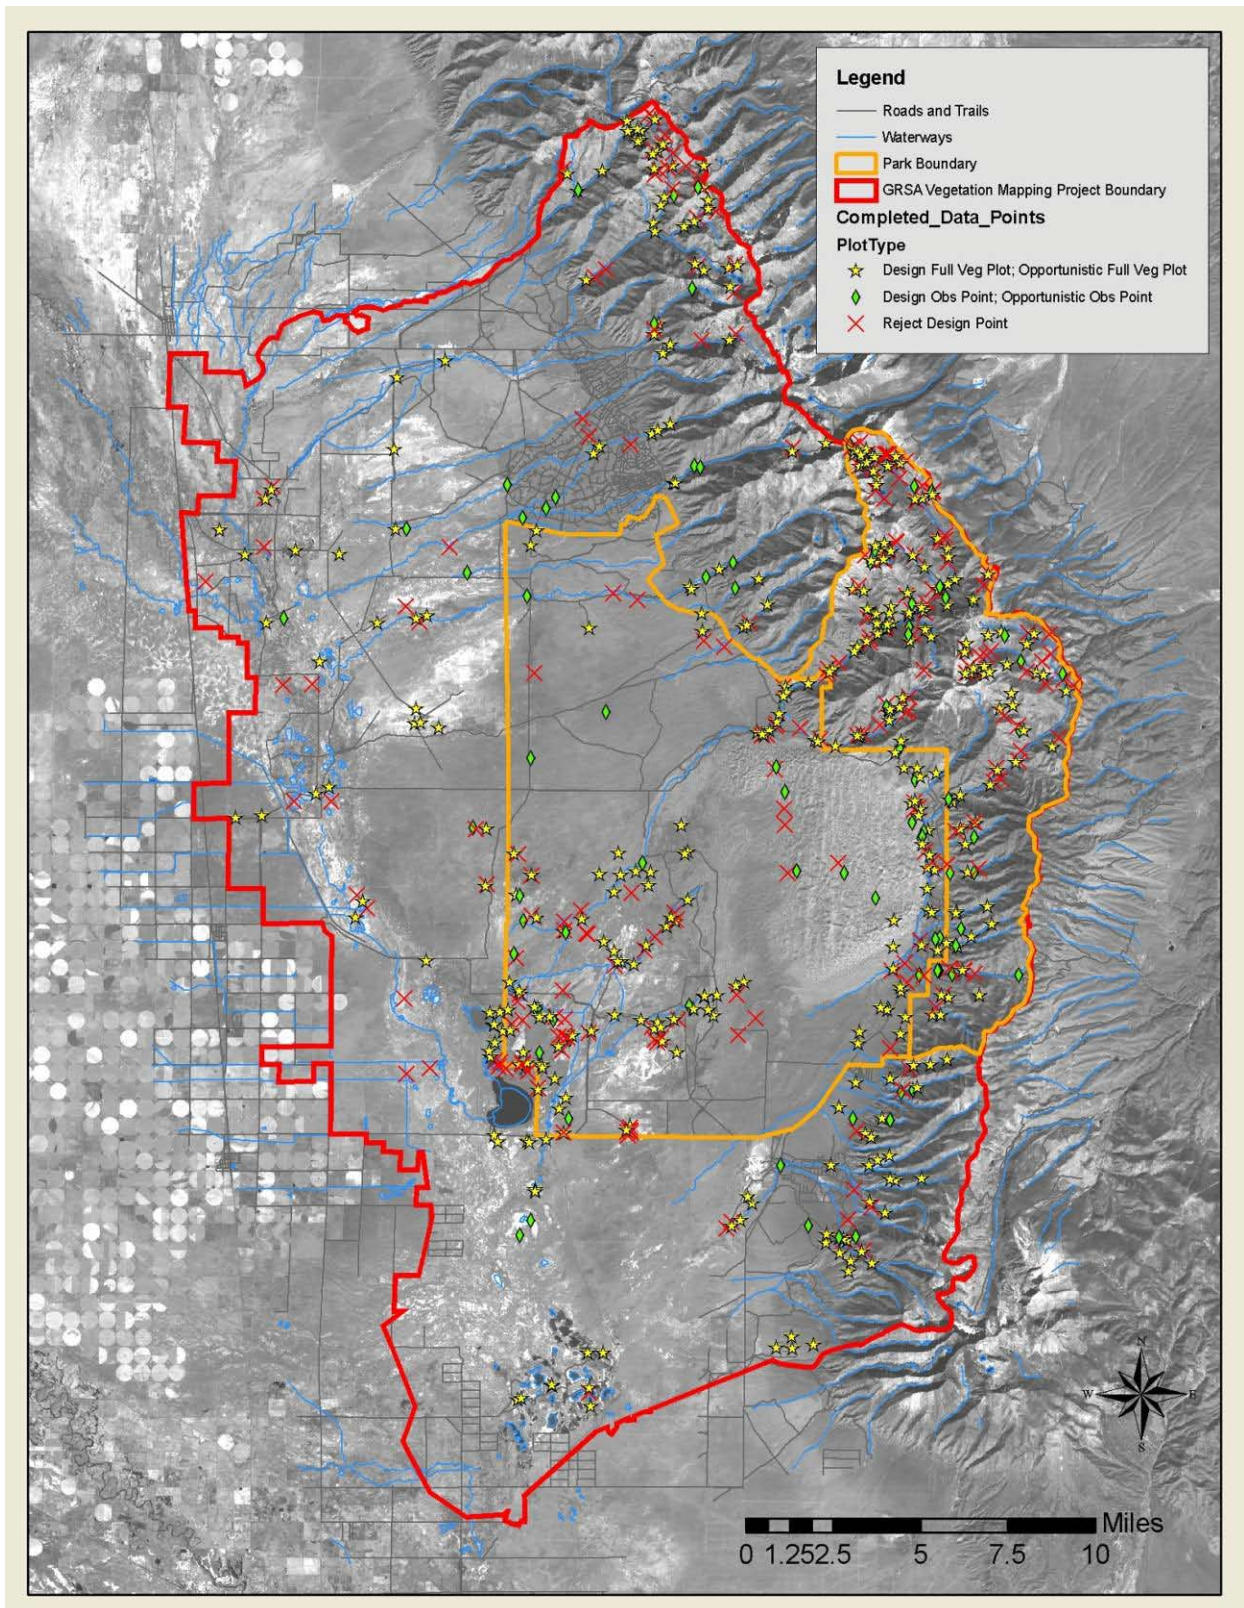 Legend
Roads and Trails
Waterways
Park Boundary
GRSA Vegetation Mapping Project Boundary
Completed_Data_Points
PlotType
Design Full Veg Plot; Opportunistic Full Veg Plot
Design Obs Point; Opportunistic Obs Point
Reject Design Point
N
W E
S
Miles
0 1.252.5 5 7.5 10